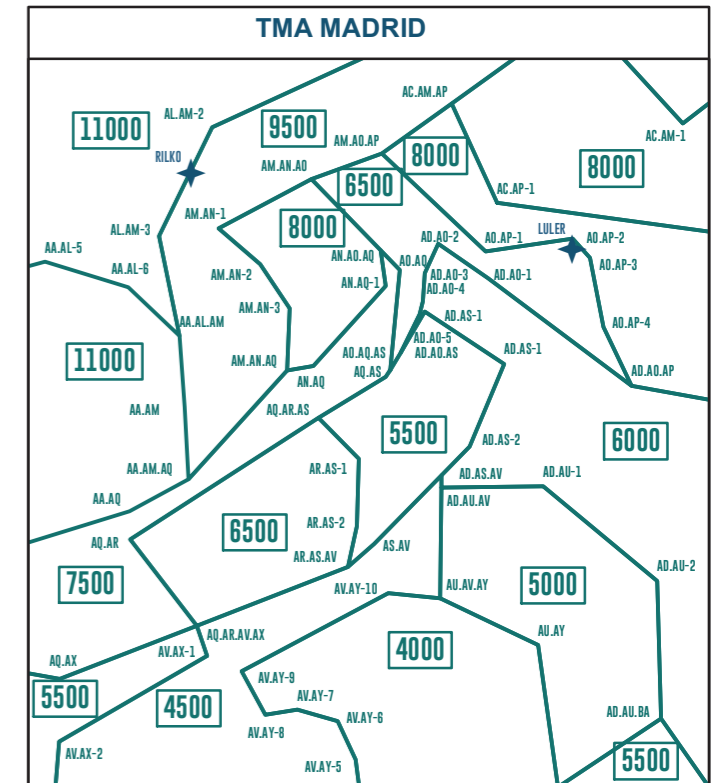 TMA MADRID
AC.AM.AP
AL.AM-2
11000
9500
AM.AO.AP
AC.AM-1
8000
8000
RILKO
AM.AN.AO
6500
AC.AP-1
AM.AN-1
8000
LULER
AL.AM-3
AD.AO-2
AO.AP-1
AO.AP-2
AA.AL-5
AN.AO.AQ
AO.AQ
AO.AP-3
AA.AL-6
AM.AN-2
AN.AQ-1
AD.AO-3
AD.AO-1
AD.AO-4
AM.AN-3
AD.AS-1
AA.AL.AM
AO.AP-4
AD.AO-5
AO.AQ.AS
AD.AO.AS
AD.AS-1
11000
AM.AN.AQ
AQ.AS
AD.AO.AP
AN.AQ
AA.AM
AQ.AR.AS
5500
6000
AD.AS-2
AA.AM.AQ
AR.AS-1
AD.AS.AV
AD.AU-1
AA.AQ
AD.AU.AV
AR.AS-2
6500
AQ.AR
AS.AV
AR.AS.AV
AD.AU-2
7500
AV.AY-10
AU.AV.AY
5000
AQ.AR.AV.AX
AU.AY
AV.AX-1
4000
AQ.AX
AV.AY-9
5500
4500
AV.AY-7
AD.AU.BA
AV.AY-6
AV.AY-8
AV.AX-2
5500
AV.AY-5